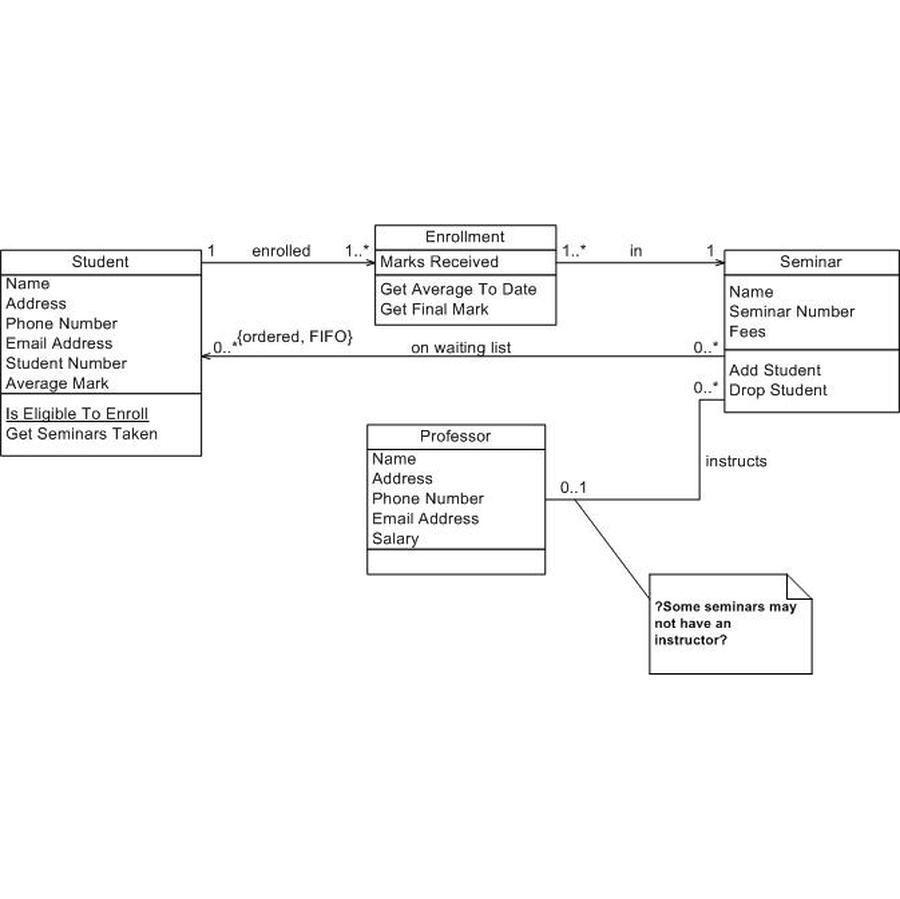 Student
Name
Address
Phone Number
Email Address
Student Number
Average Mark
Is Eligible To Enroll
Get Seminars Taken
1 enrolled 1..*
Enrollment
Marks Received
Get Average To Date
Get Final Mark
1..* in 1
Seminar
Name
Seminar Number
Fees
Add Student
Drop Student
{ordered, FIFO}
0..* on waiting list 0..*
0..*
instructs
0..1
Professor
Name
Address
Phone Number
Email Address
Salary
?Some seminars may
not have an
instructor?